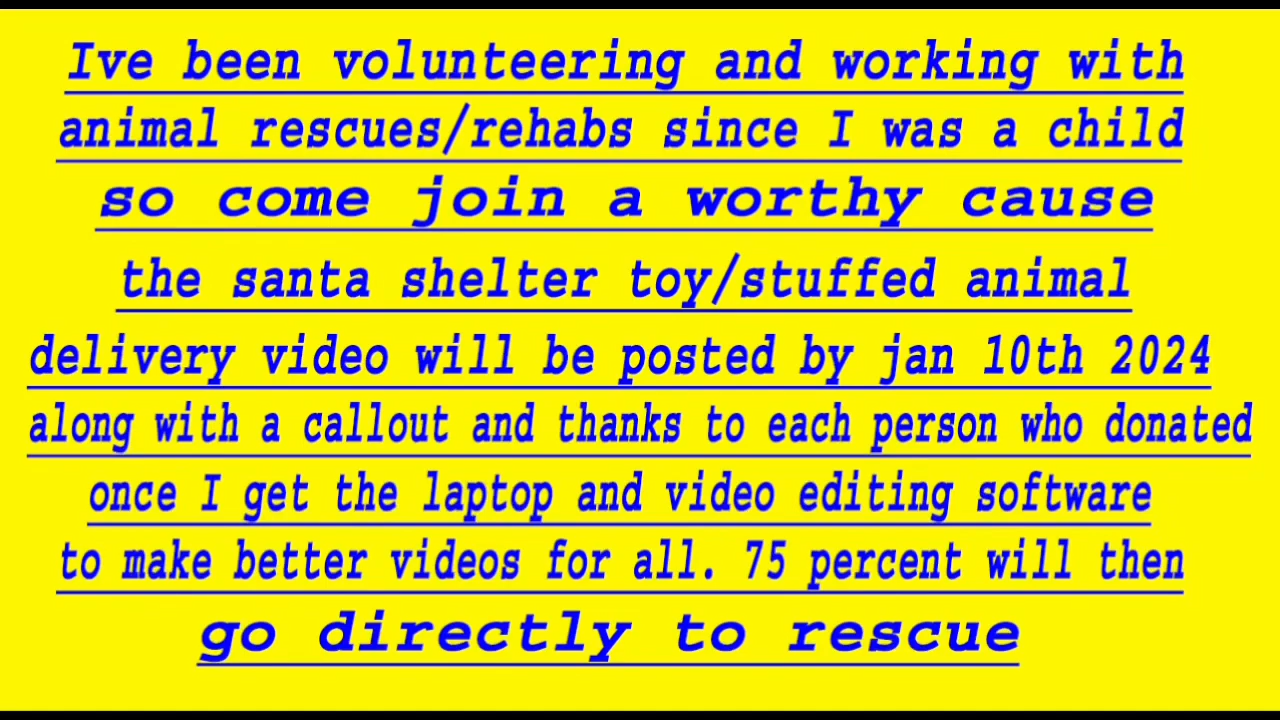 Ive been volunteering and working with
animal rescues/rehabs since I was a child
so come join a worthy cause
the santa shelter toy/stuffed animal
delivery video will be posted by jan 10th 2024
along with a callout and thanks to each person who donated
once I get the laptop and video editing software
to make better videos for all. 75 percent will then
go directly to rescue